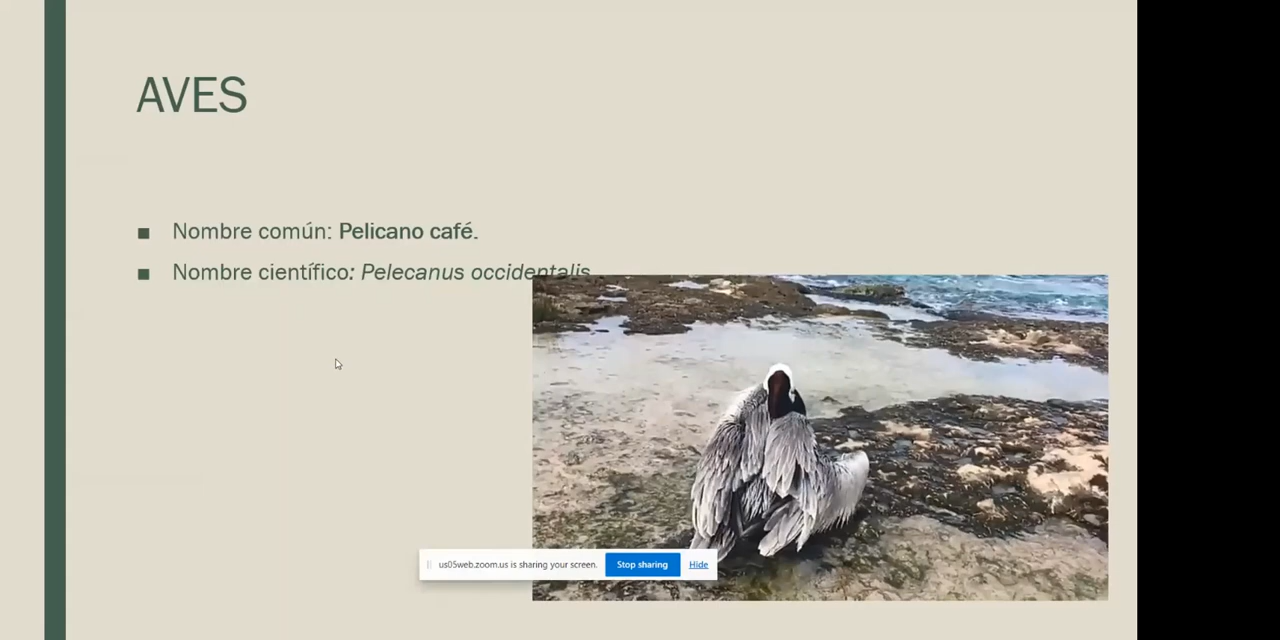 AVES
■ Nombre común: Pelicano café.
■ Nombre científico: Pelecanus occidentalis
us05web.zoom.us is sharing your screen. Stop sharing Hide